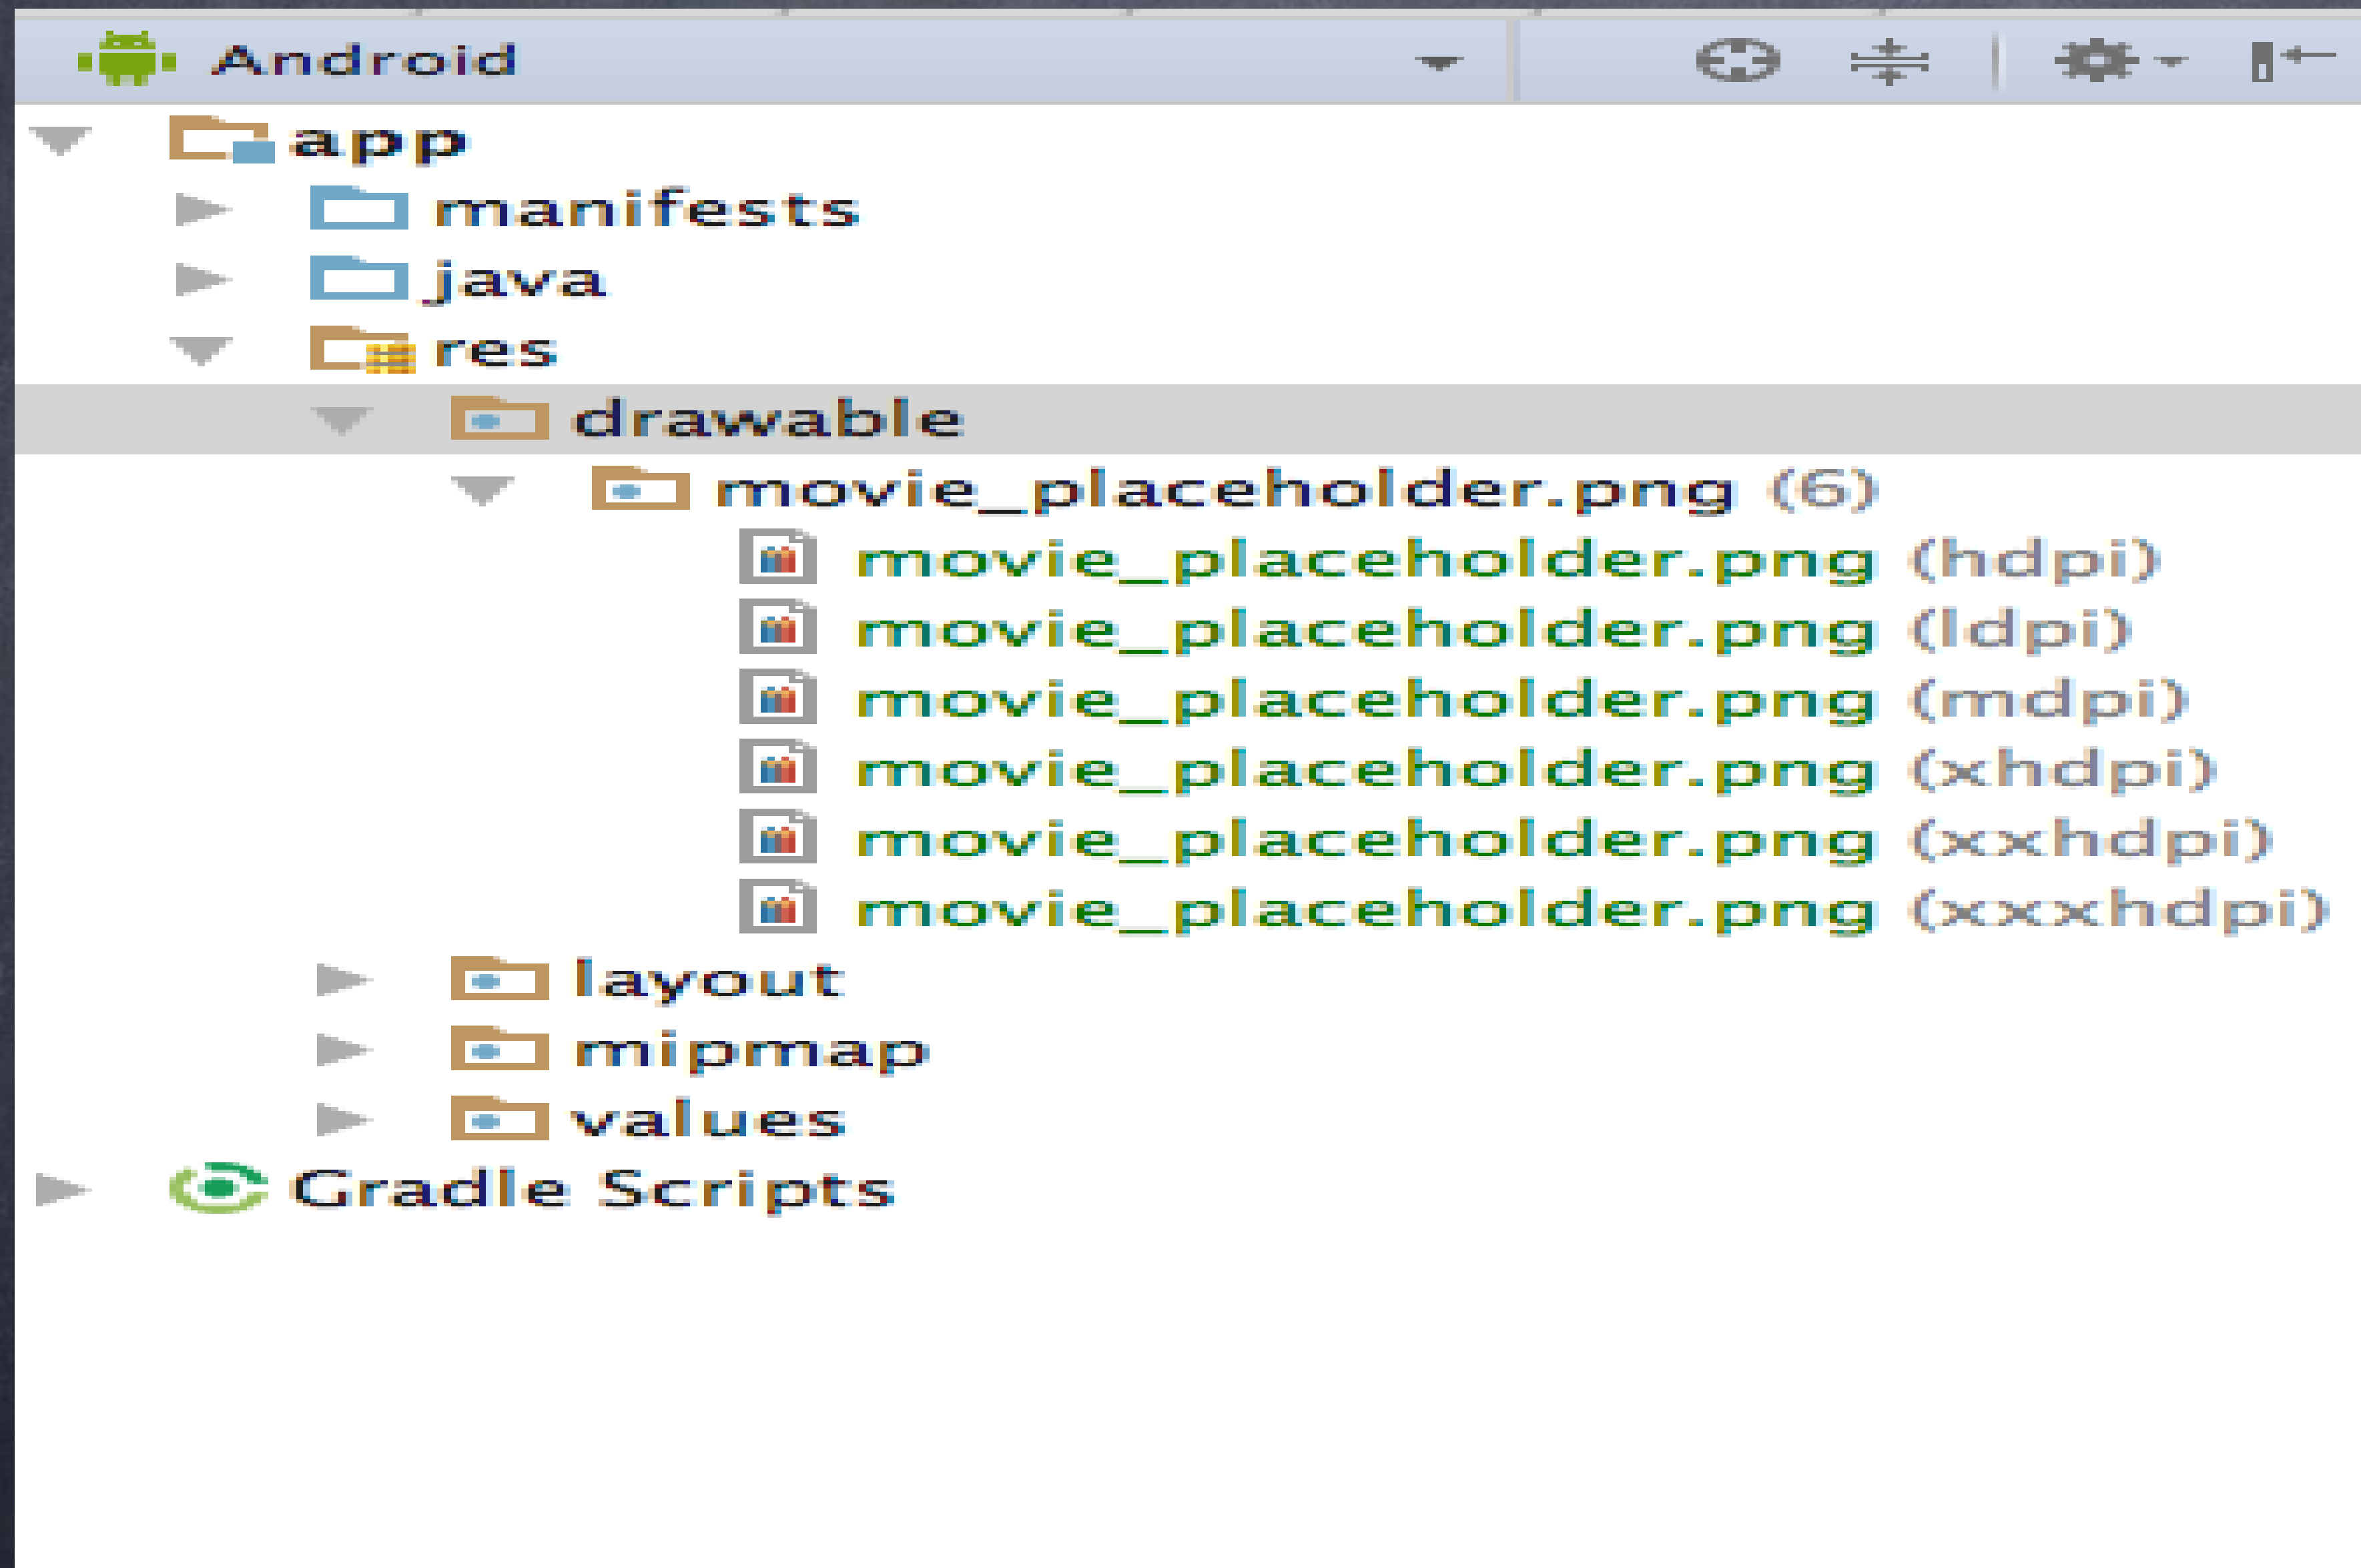 Android
app
manifests
java
res
drawable
movie_placeholder.png (6)
movie_placeholder.png (hdpi)
movie_placeholder.png (ldpi)
movie_placeholder.png (mdpi)
movie_placeholder.png (xhdpi)
movie_placeholder.png (xxhdpi)
movie_placeholder.png (xxxhdpi)
layout
mipmap
values
Gradle Scripts